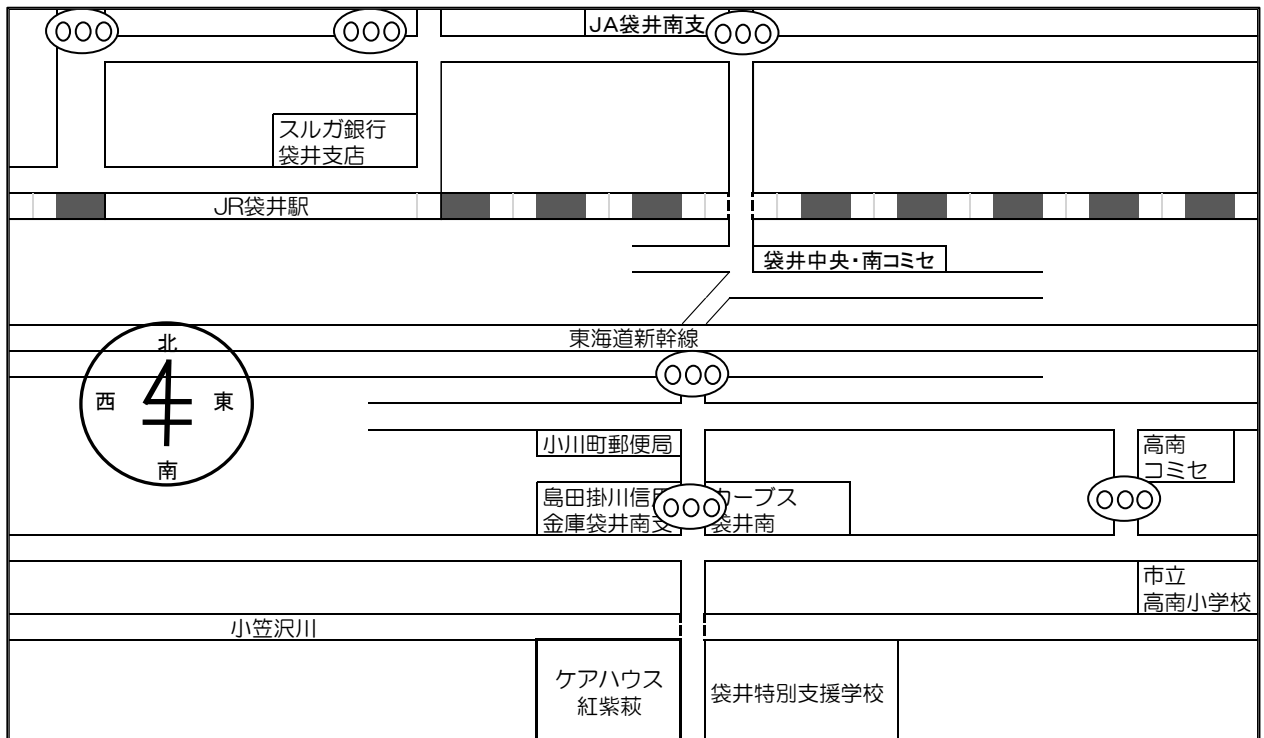 JA袋井南支
スルガ銀行
袋井支店
JR袋井駅
袋井中央・南コミセ
東海道新幹線
北
西
東
南
小川町郵便局
高南
コミセ
島田掛川信
金庫袋井南支
カーブス
袋井南
市立
高南小学校
小笠沢川
ケアハウス
紅紫萩
袋井特別支援学校